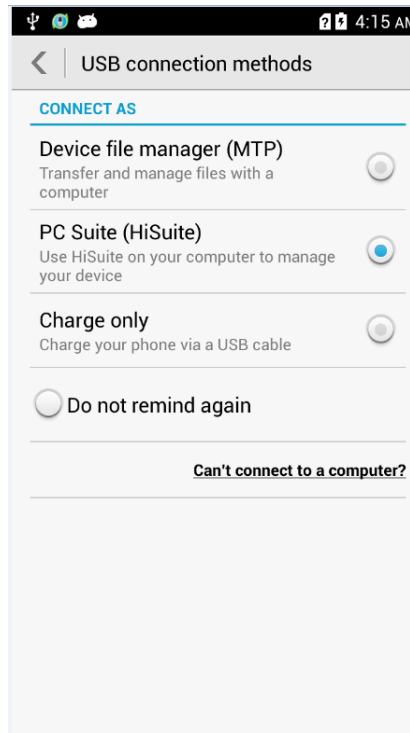 4:15 AM
USB connection methods
CONNECT AS
Device file manager (MTP)
Transfer and manage files with a
computer
PC Suite (HiSuite)
Use HiSuite on your computer to manage
your device
Charge only
Charge your phone via a USB cable
Do not remind again
Can't connect to a computer?